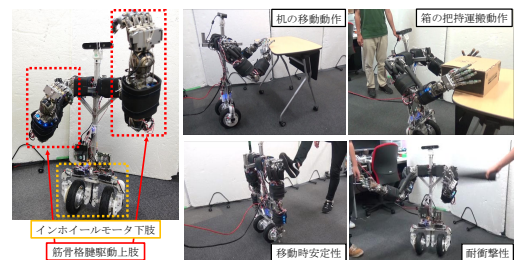 インホイールモータ下肢
筋骨格腱駆動上肢
机の移動動作
箱の把持運搬動作
移動時安定性
耐衝撃性